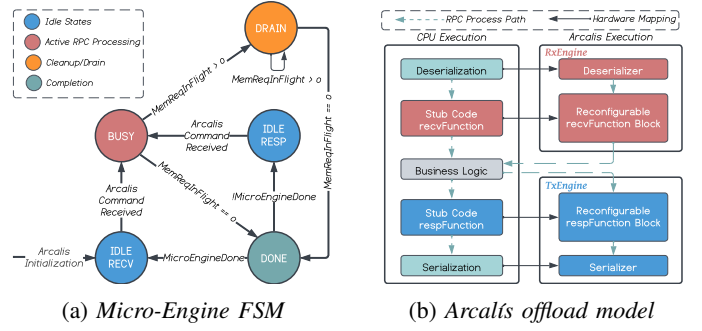 Idle States
Active RPC Processing
Cleanup/Drain
Completion
DRAIN
MemReqInFlight > 0
MemReqInFlight > 0
MemReqInFlight == 0
BUSY
Arcalis
Command
Received
IDLE
RESP
Arcalis
Command
Received
MemReqInFlight == 0
!MicroEngineDone
Arcalis
Initialization
IDLE
RECV
MicroEngineDone
DONE
(a) Micro-Engine FSM
RPC Process Path
Hardware Mapping
CPU Execution
Arcalis Execution
RxEngine
Deserialization
Deserializer
Stub Code
recvFunction
Reconfigurable
recvFunction Block
Business Logic
TxEngine
Stub Code
respFunction
Reconfigurable
respFunction Block
Serialization
Serializer
(b) Arcalís offload model